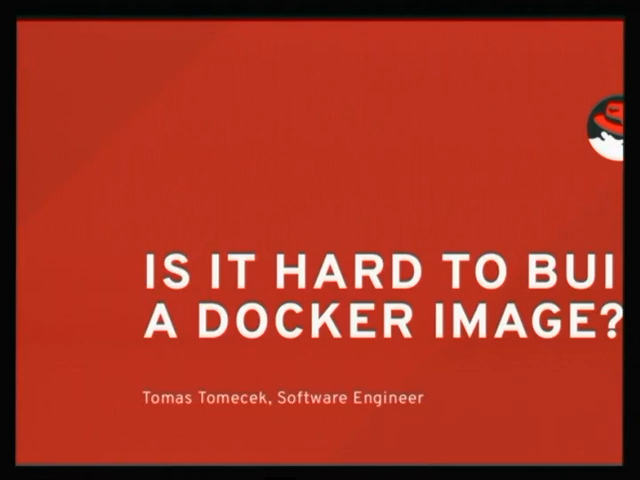 IS IT HARD TO BUI
A DOCKER IMAGE?
Tomas Tomecek, Software Engineer